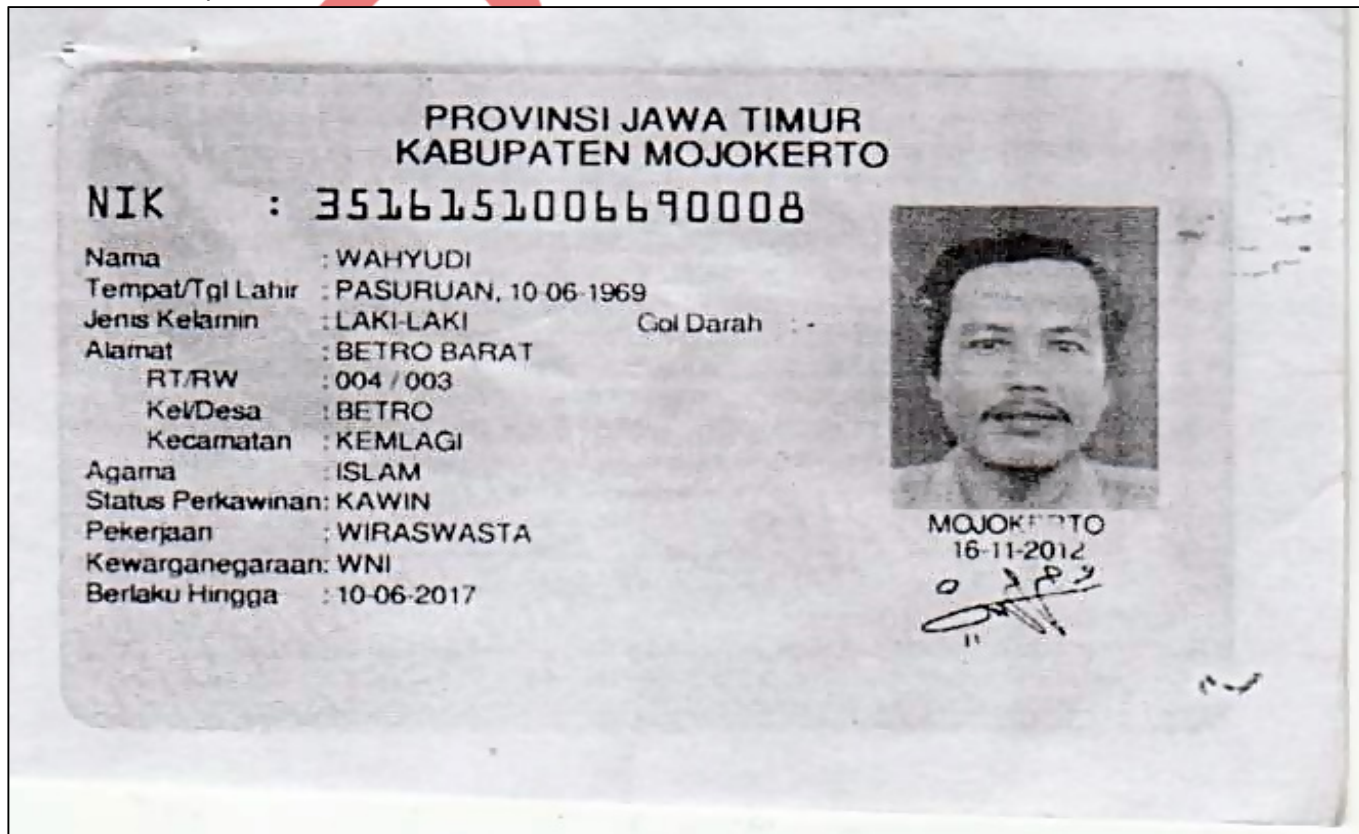 PROVINSI JAWA TIMUR
KABUPATEN MOJOKERTO
NIK : 3516151006690008
Nama : WAHYUDI
Tempat/Tgl Lahir : PASURUAN, 10-06-1969
Jenis Kelamin : LAKI-LAKI Gol Darah : -
Alamat : BETRO BARAT
RT/RW : 004 / 003
Kel/Desa : BETRO
Kecamatan : KEMLAGI
Agama : ISLAM
Status Perkawinan: KAWIN
Pekerjaan : WIRASWASTA
Kewarganegaraan: WNI
Berlaku Hingga : 10-06-2017
MOJOKERTO
16-11-2012